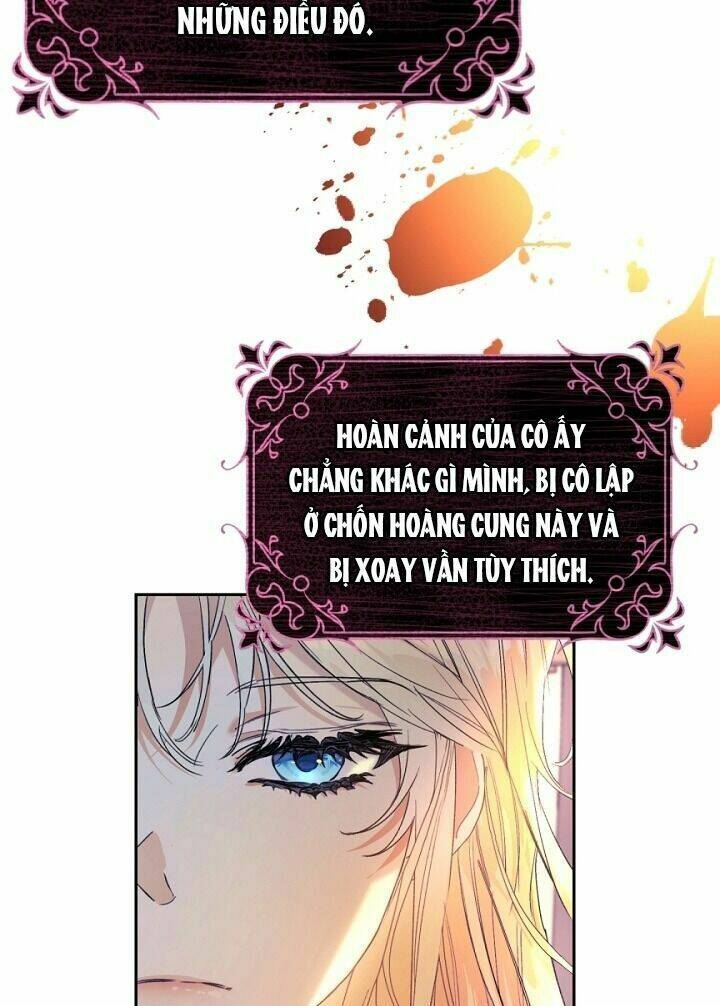 NHỮNG ĐIỀU ĐÓ.
HOÀN CẢNH CỦA CÔ ẤY
CHẲNG KHÁC GÌ MÌNH, BỊ CÔ LẬP
Ở CHỐN HOÀNG CUNG NÀY VÀ
BỊ XOAY VẦN TÙY THÍCH.